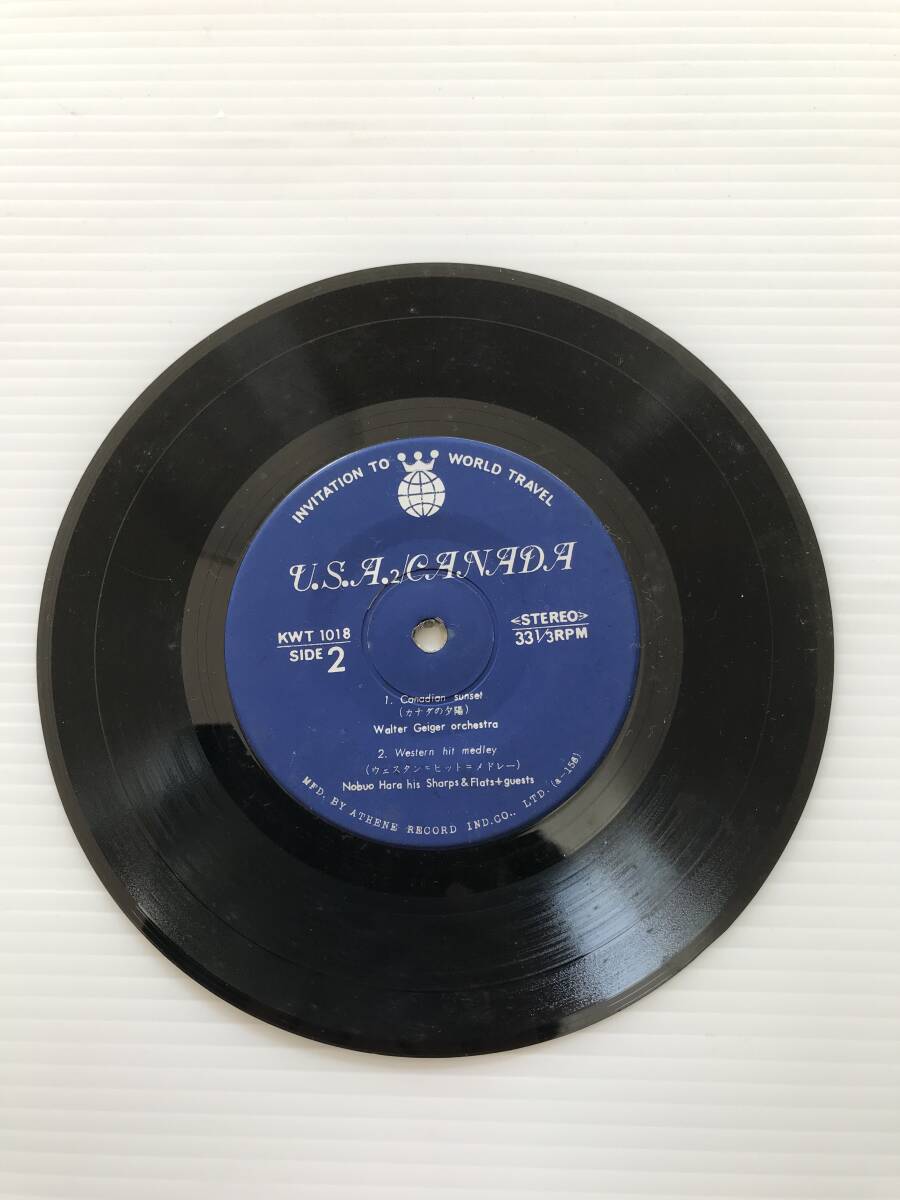 INVITATION TO WORLD TRAVEL
U.S.A.2/CANADA
KWT 1018
SIDE 2
<STEREO>
33 1/3 RPM
1. Canadian sunset
(カナダの夕陽)
Walter Geiger orchestra
2. Western hit medley
(ウェスタン=ヒット=メドレー)
Nobuo Hara his Sharps & Flats+guests
MFD. BY ATHENE RECORD IND.CO., LTD. (a-158)